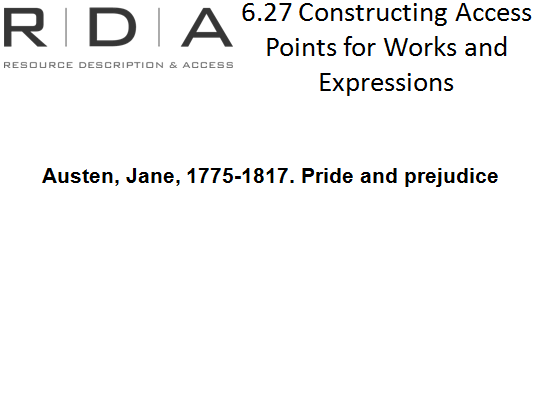 R|D|A
RESOURCE DESCRIPTION & ACCESS
6.27 Constructing Access
Points for Works and
Expressions
Austen, Jane, 1775-1817. Pride and prejudice